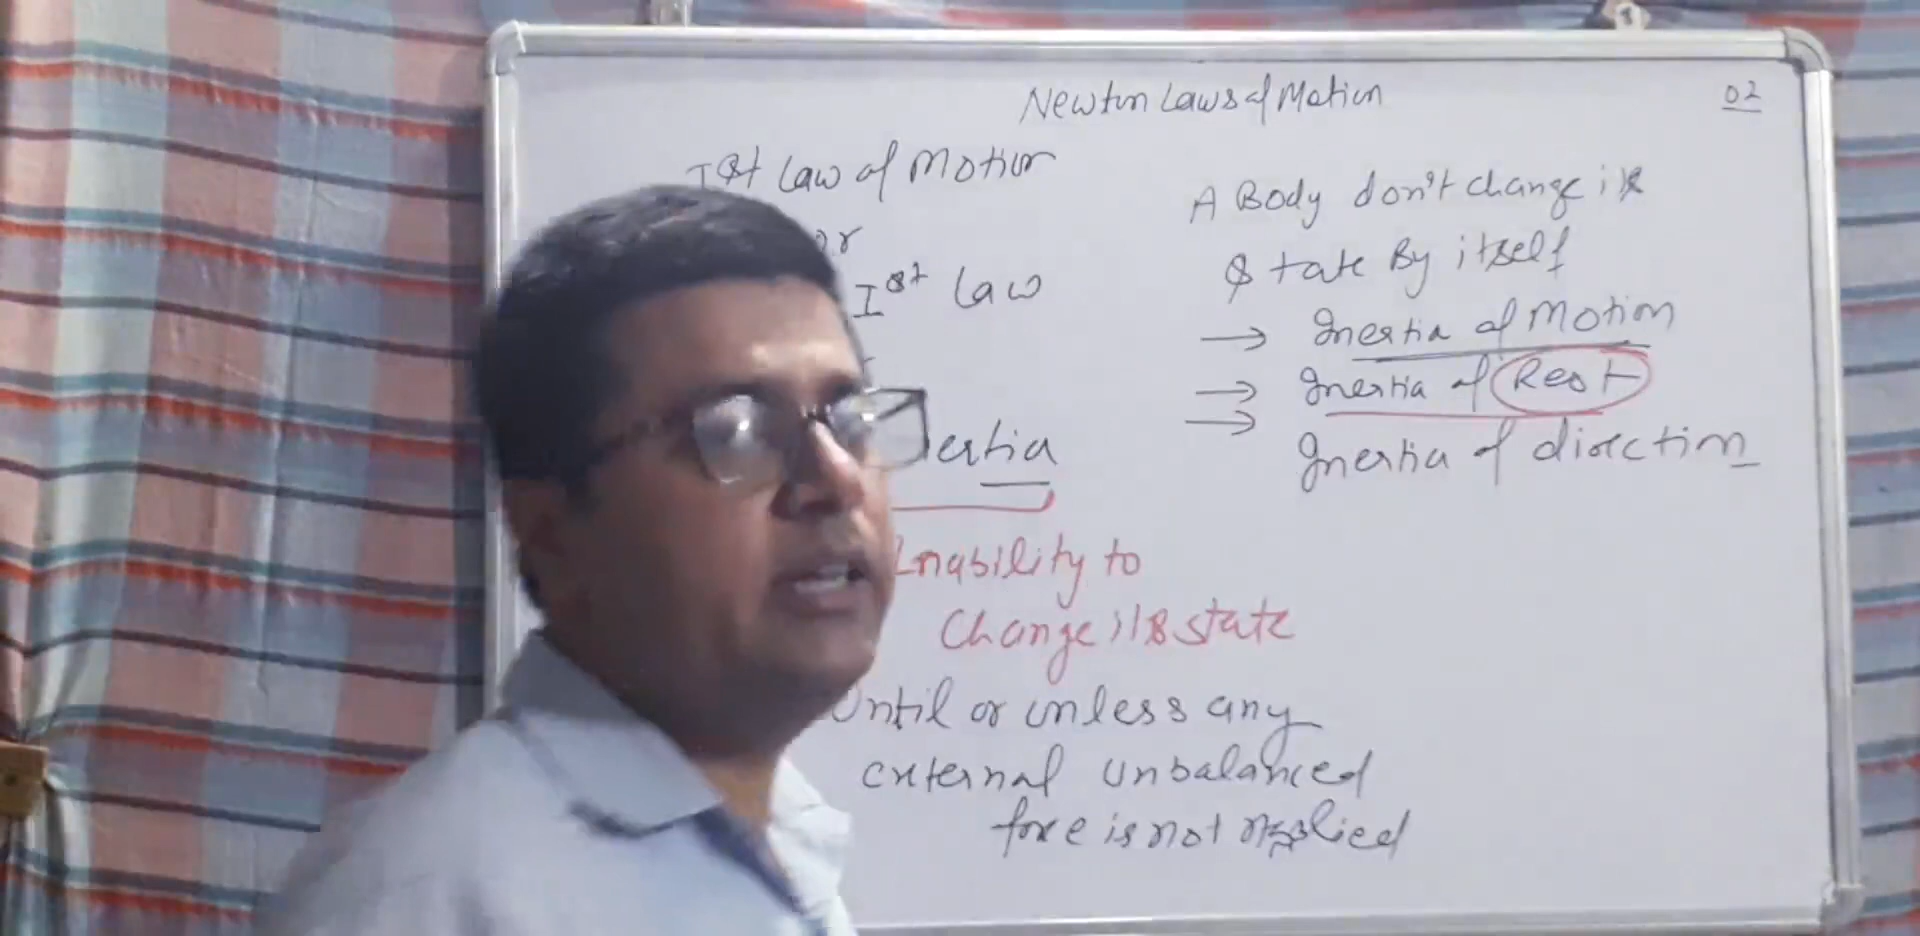 Newton Laws of Motion
02
Ist Law of Motion
or
Ist Law
ertia
Inability to
Change its state
Until or unless any
external unbalanced
force is not applied
A Body don't change its
state By itself
→ Inertia of Motion
→ Inertia of Rest
→ Inertia of direction